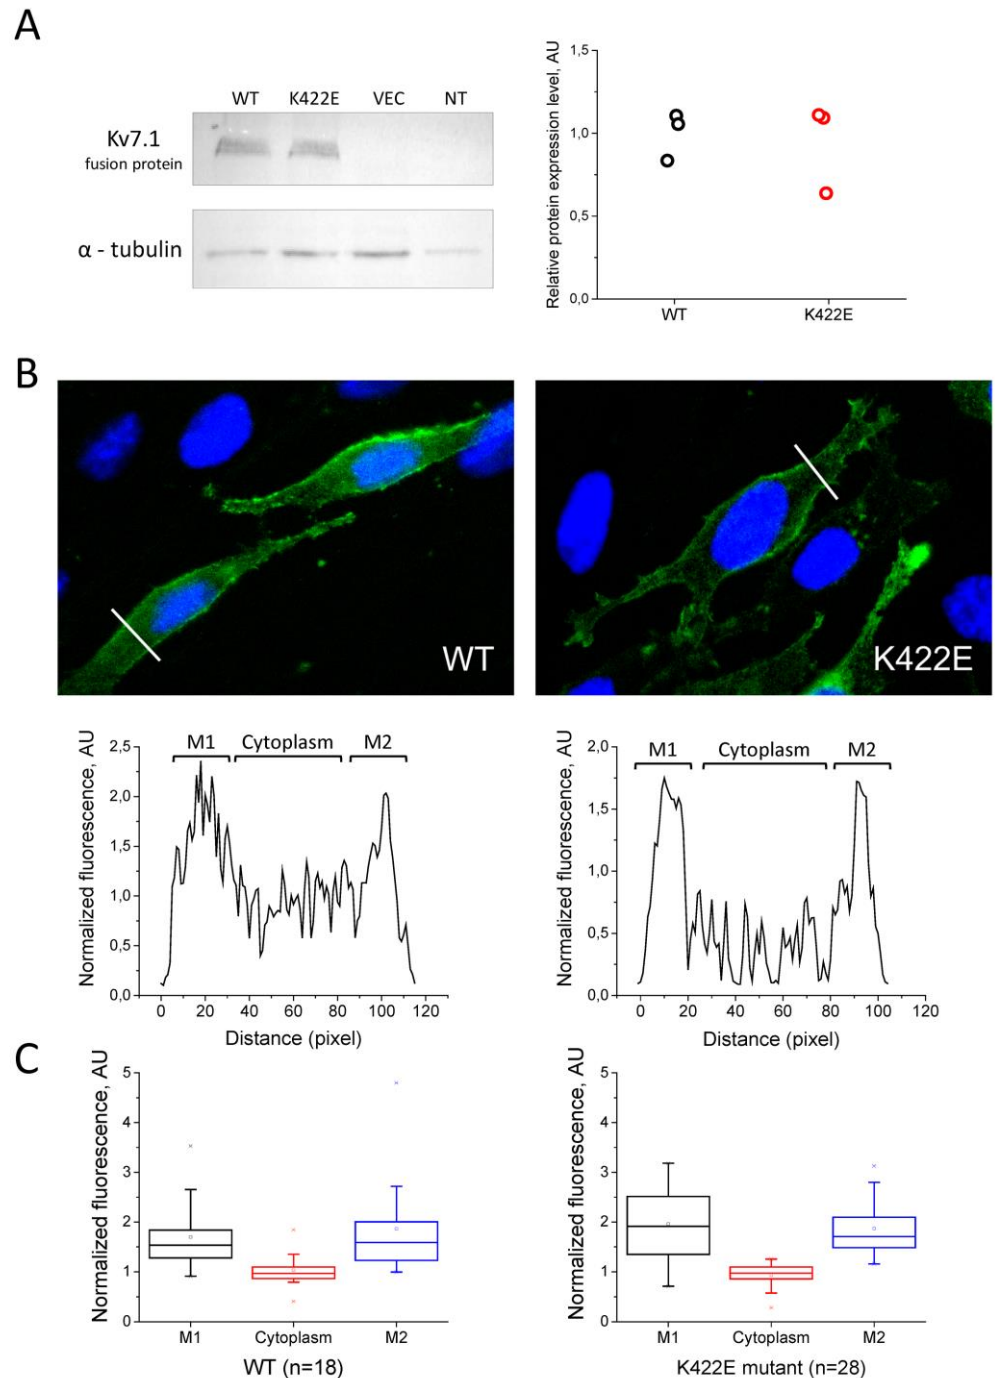 A
WT K422E VEC NT
Kv7.1
fusion protein
α - tubulin
Relative protein expression level, AU
1,5
1,0
0,5
0,0
WT K422E
B
WT
K422E
M1 Cytoplasm M2
Normalized fluorescence, AU
2,5
2,0
1,5
1,0
0,5
0,0
0 20 40 60 80 100 120
Distance (pixel)
M1 Cytoplasm M2
Normalized fluorescence, AU
2,0
1,5
1,0
0,5
0,0
0 20 40 60 80 100 120
Distance (pixel)
C
Normalized fluorescence, AU
5
4
3
2
1
0
M1 Cytoplasm M2
WT (n=18)
Normalized fluorescence, AU
5
4
3
2
1
0
M1 Cytoplasm M2
K422E mutant (n=28)